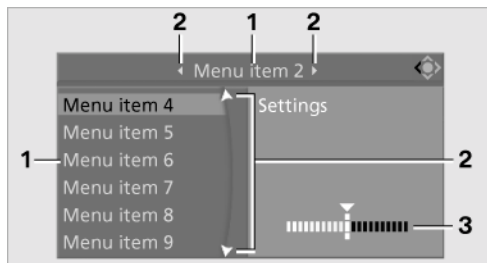 2 1 2
Menu item 2
Menu item 4 Settings
Menu item 5
1 Menu item 6 2
Menu item 7
Menu item 8 3
Menu item 9